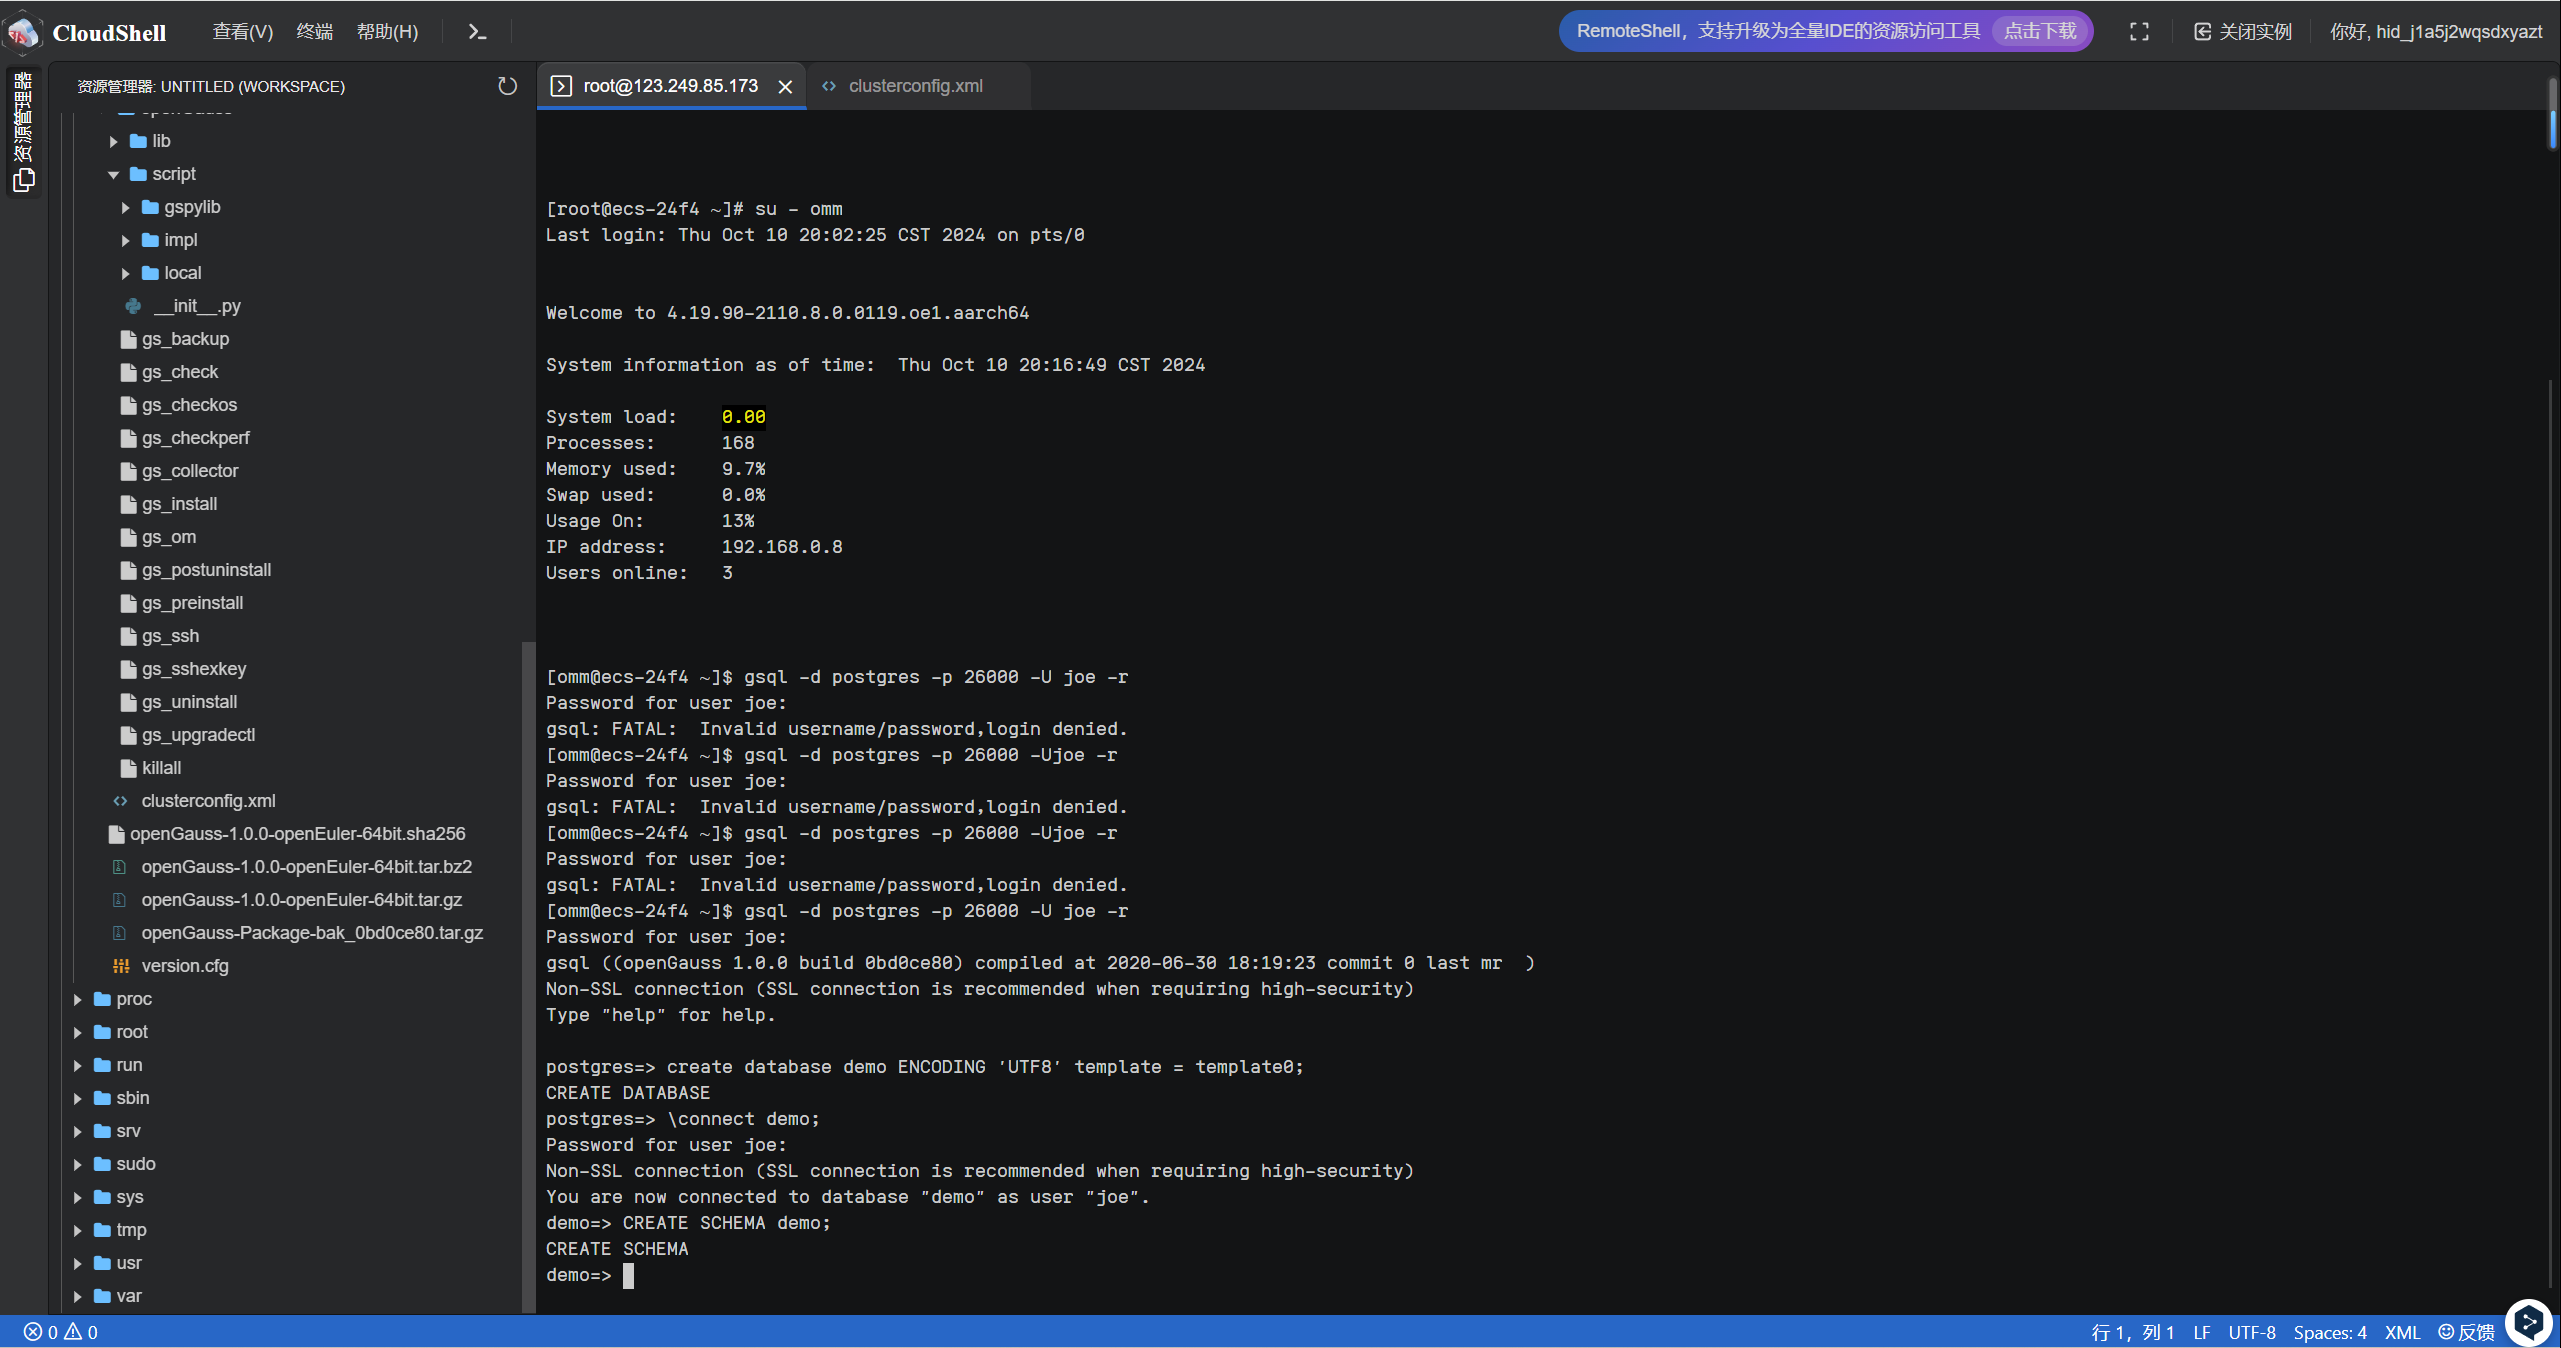 CloudShell
查看(V)
终端
帮助(H)
RemoteShell，支持升级为全量IDE的资源访问工具
点击下载
关闭实例
你好, hid_j1a5j2wqsdxyazt
资源管理器
资源管理器: UNTITLED (WORKSPACE)
openGauss
lib
script
gspylib
impl
local
__init__.py
gs_backup
gs_check
gs_checkos
gs_checkperf
gs_collector
gs_install
gs_om
gs_postuninstall
gs_preinstall
gs_ssh
gs_sshexkey
gs_uninstall
gs_upgradectl
killall
clusterconfig.xml
openGauss-1.0.0-openEuler-64bit.sha256
openGauss-1.0.0-openEuler-64bit.tar.bz2
openGauss-1.0.0-openEuler-64bit.tar.gz
openGauss-Package-bak_0bd0ce80.tar.gz
version.cfg
proc
root
run
sbin
srv
sudo
sys
tmp
usr
var
root@123.249.85.173
clusterconfig.xml
[root@ecs-24f4 ~]# su - omm
Last login: Thu Oct 10 20:02:25 CST 2024 on pts/0
Welcome to 4.19.90-2110.8.0.0119.oe1.aarch64
System information as of time:  Thu Oct 10 20:16:49 CST 2024
System load:    0.00
Processes:      168
Memory used:    9.7%
Swap used:      0.0%
Usage On:       13%
IP address:     192.168.0.8
Users online:   3
[omm@ecs-24f4 ~]$ gsql -d postgres -p 26000 -U joe -r
Password for user joe:
gsql: FATAL:  Invalid username/password,login denied.
[omm@ecs-24f4 ~]$ gsql -d postgres -p 26000 -Ujoe -r
Password for user joe:
gsql: FATAL:  Invalid username/password,login denied.
[omm@ecs-24f4 ~]$ gsql -d postgres -p 26000 -Ujoe -r
Password for user joe:
gsql: FATAL:  Invalid username/password,login denied.
[omm@ecs-24f4 ~]$ gsql -d postgres -p 26000 -U joe -r
Password for user joe:
gsql ((openGauss 1.0.0 build 0bd0ce80) compiled at 2020-06-30 18:19:23 commit 0 last mr  )
Non-SSL connection (SSL connection is recommended when requiring high-security)
Type "help" for help.
postgres=> create database demo ENCODING 'UTF8' template = template0;
CREATE DATABASE
postgres=> \connect demo;
Password for user joe:
Non-SSL connection (SSL connection is recommended when requiring high-security)
You are now connected to database "demo" as user "joe".
demo=> CREATE SCHEMA demo;
CREATE SCHEMA
demo=>
0
0
行 1，列 1
LF
UTF-8
Spaces: 4
XML
反馈